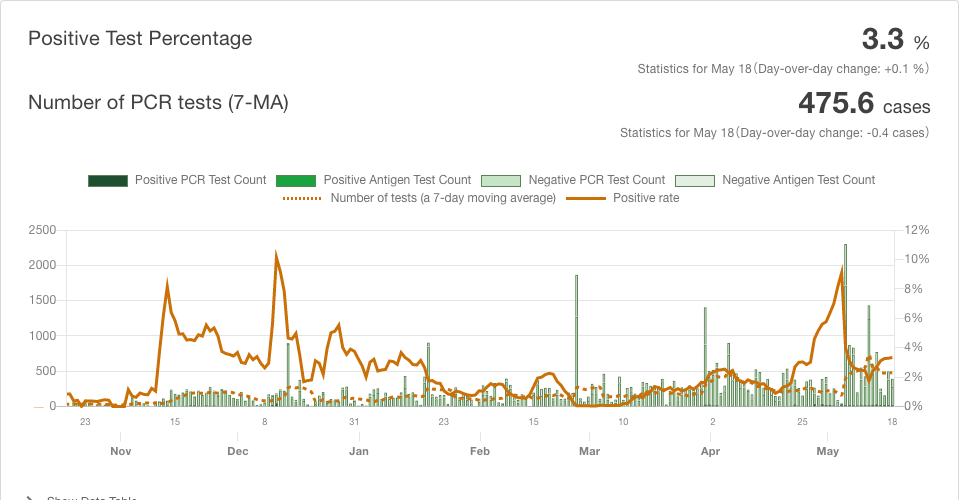 Positive Test Percentage
3.3 %
Statistics for May 18(Day-over-day change: +0.1 %)
Number of PCR tests (7-MA)
475.6 cases
Statistics for May 18(Day-over-day change: -0.4 cases)
Positive PCR Test Count Positive Antigen Test Count Negative PCR Test Count Negative Antigen Test Count
Number of tests (a 7-day moving average) Positive rate
2500 12%
2000 10%
1500 8%
1000 6%
500 4%
0 2%
0%
23 15 8 31 23 15 10 2 25 18
Nov Dec Jan Feb Mar Apr May
Show Data Table